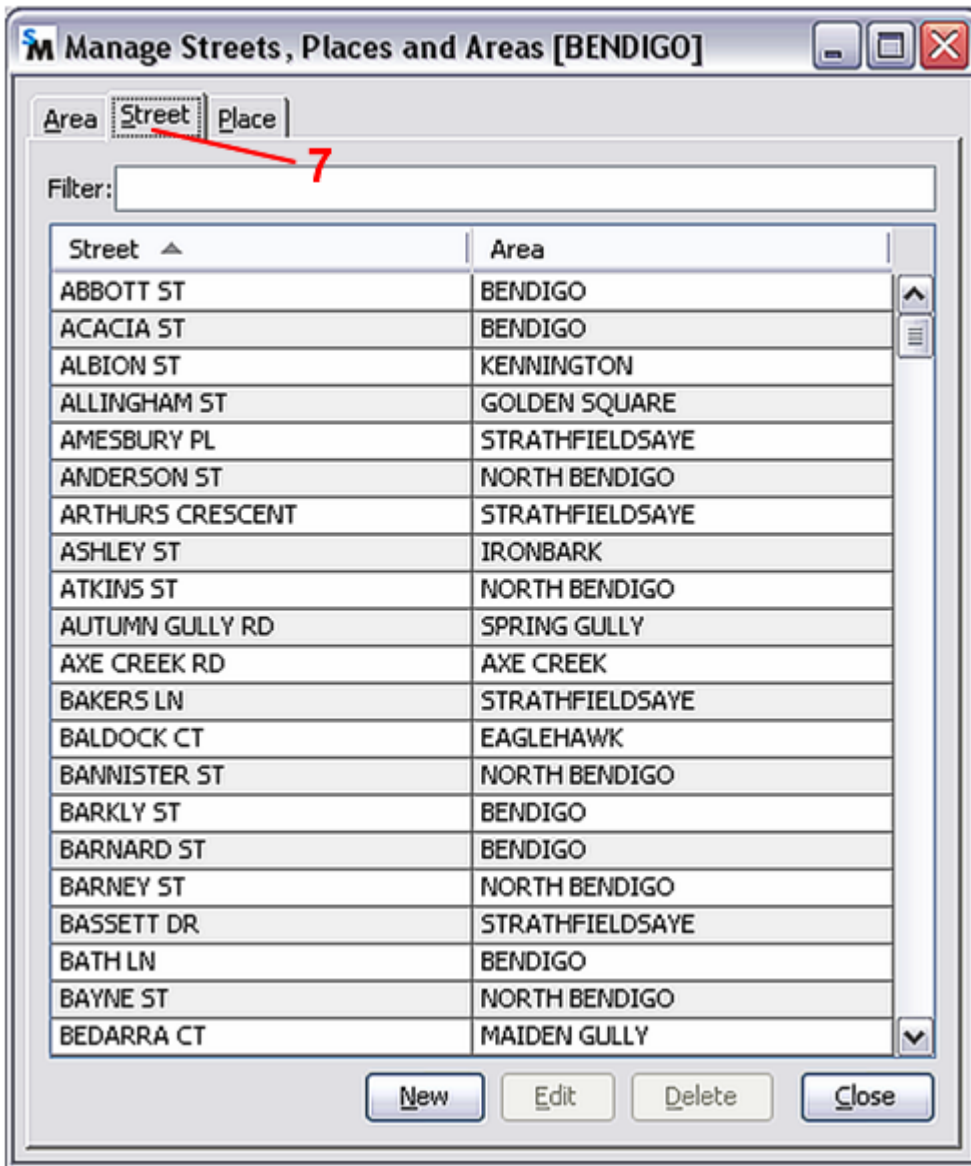 SM Manage Streets, Places and Areas [BENDIGO]
Area Street Place
7
Filter:
Street Area
ABBOTT ST BENDIGO
ACACIA ST BENDIGO
ALBION ST KENNINGTON
ALLINGHAM ST GOLDEN SQUARE
AMESBURY PL STRATHFIELDSAYE
ANDERSON ST NORTH BENDIGO
ARTHURS CRESCENT STRATHFIELDSAYE
ASHLEY ST IRONBARK
ATKINS ST NORTH BENDIGO
AUTUMN GULLY RD SPRING GULLY
AXE CREEK RD AXE CREEK
BAKERS LN STRATHFIELDSAYE
BALDOCK CT EAGLEHAWK
BANNISTER ST NORTH BENDIGO
BARKLY ST BENDIGO
BARNARD ST BENDIGO
BARNEY ST NORTH BENDIGO
BASSETT DR STRATHFIELDSAYE
BATH LN BENDIGO
BAYNE ST NORTH BENDIGO
BEDARRA CT MAIDEN GULLY
New Edit Delete Close